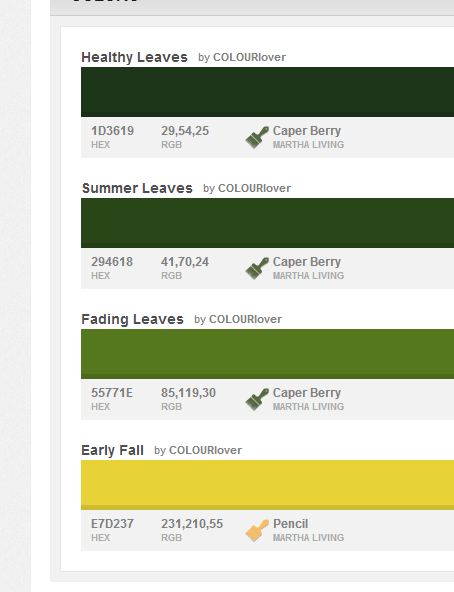 Healthy Leaves by COLOURlover
1D3619 29,54,25 Caper Berry
HEX RGB MARTHA LIVING
Summer Leaves by COLOURlover
294618 41,70,24 Caper Berry
HEX RGB MARTHA LIVING
Fading Leaves by COLOURlover
55771E 85,119,30 Caper Berry
HEX RGB MARTHA LIVING
Early Fall by COLOURlover
E7D237 231,210,55 Pencil
HEX RGB MARTHA LIVING